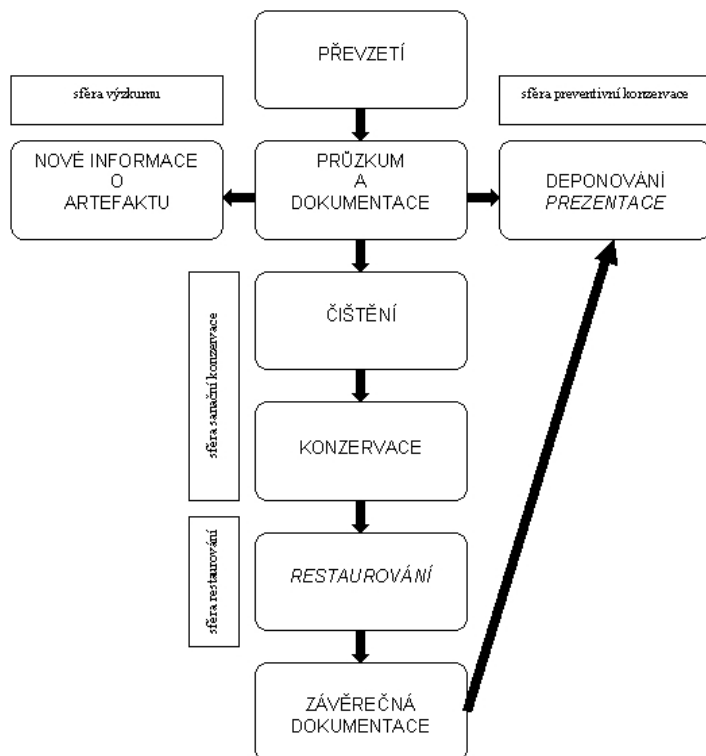 PŘEVZETÍ
sféra výzkumu
sféra preventivní konzervace
NOVÉ INFORMACE
O
ARTEFAKTU
PRŮZKUM
A
DOKUMENTACE
DEPONOVÁNÍ
PREZENTACE
sféra sanační konzervace
ČIŠTĚNÍ
KONZERVACE
sféra restaurování
RESTAUROVÁNÍ
ZÁVĚREČNÁ
DOKUMENTACE